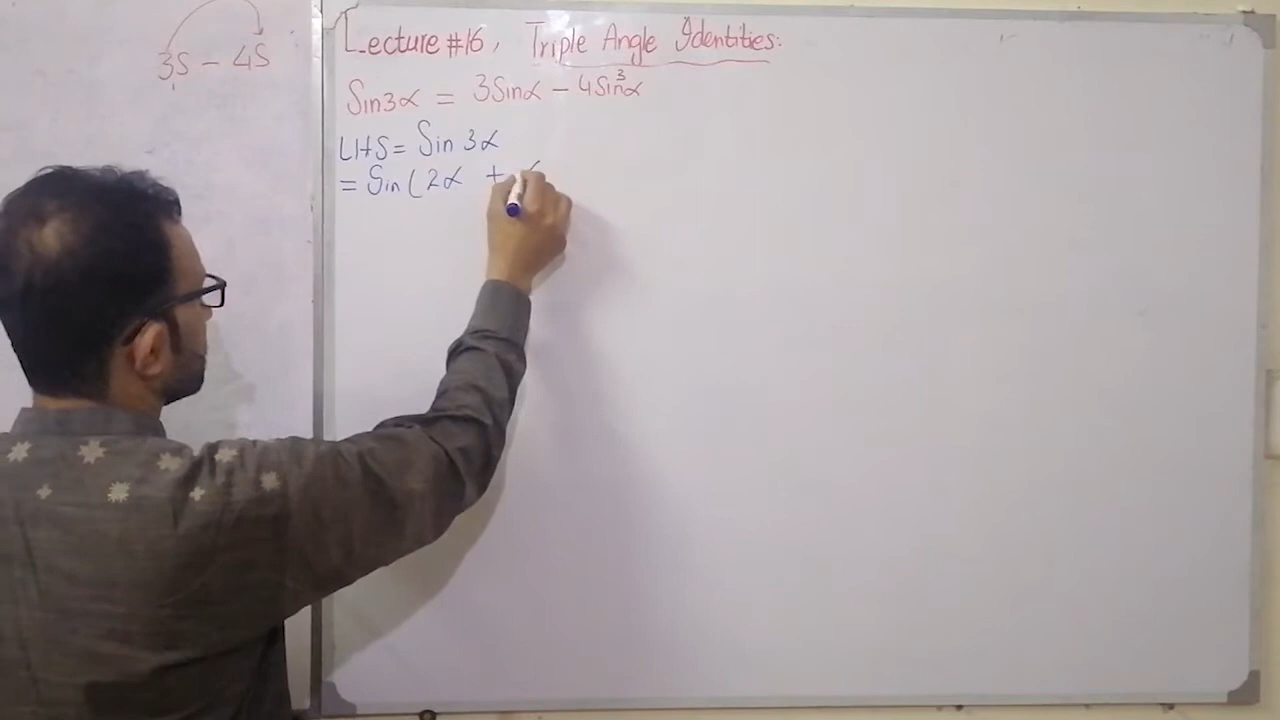 3S - 4S
Lecture #16, Triple Angle Identities:
Sin3α = 3Sinα - 4Sin³α
LHS = Sin 3α
= Sin(2α + α